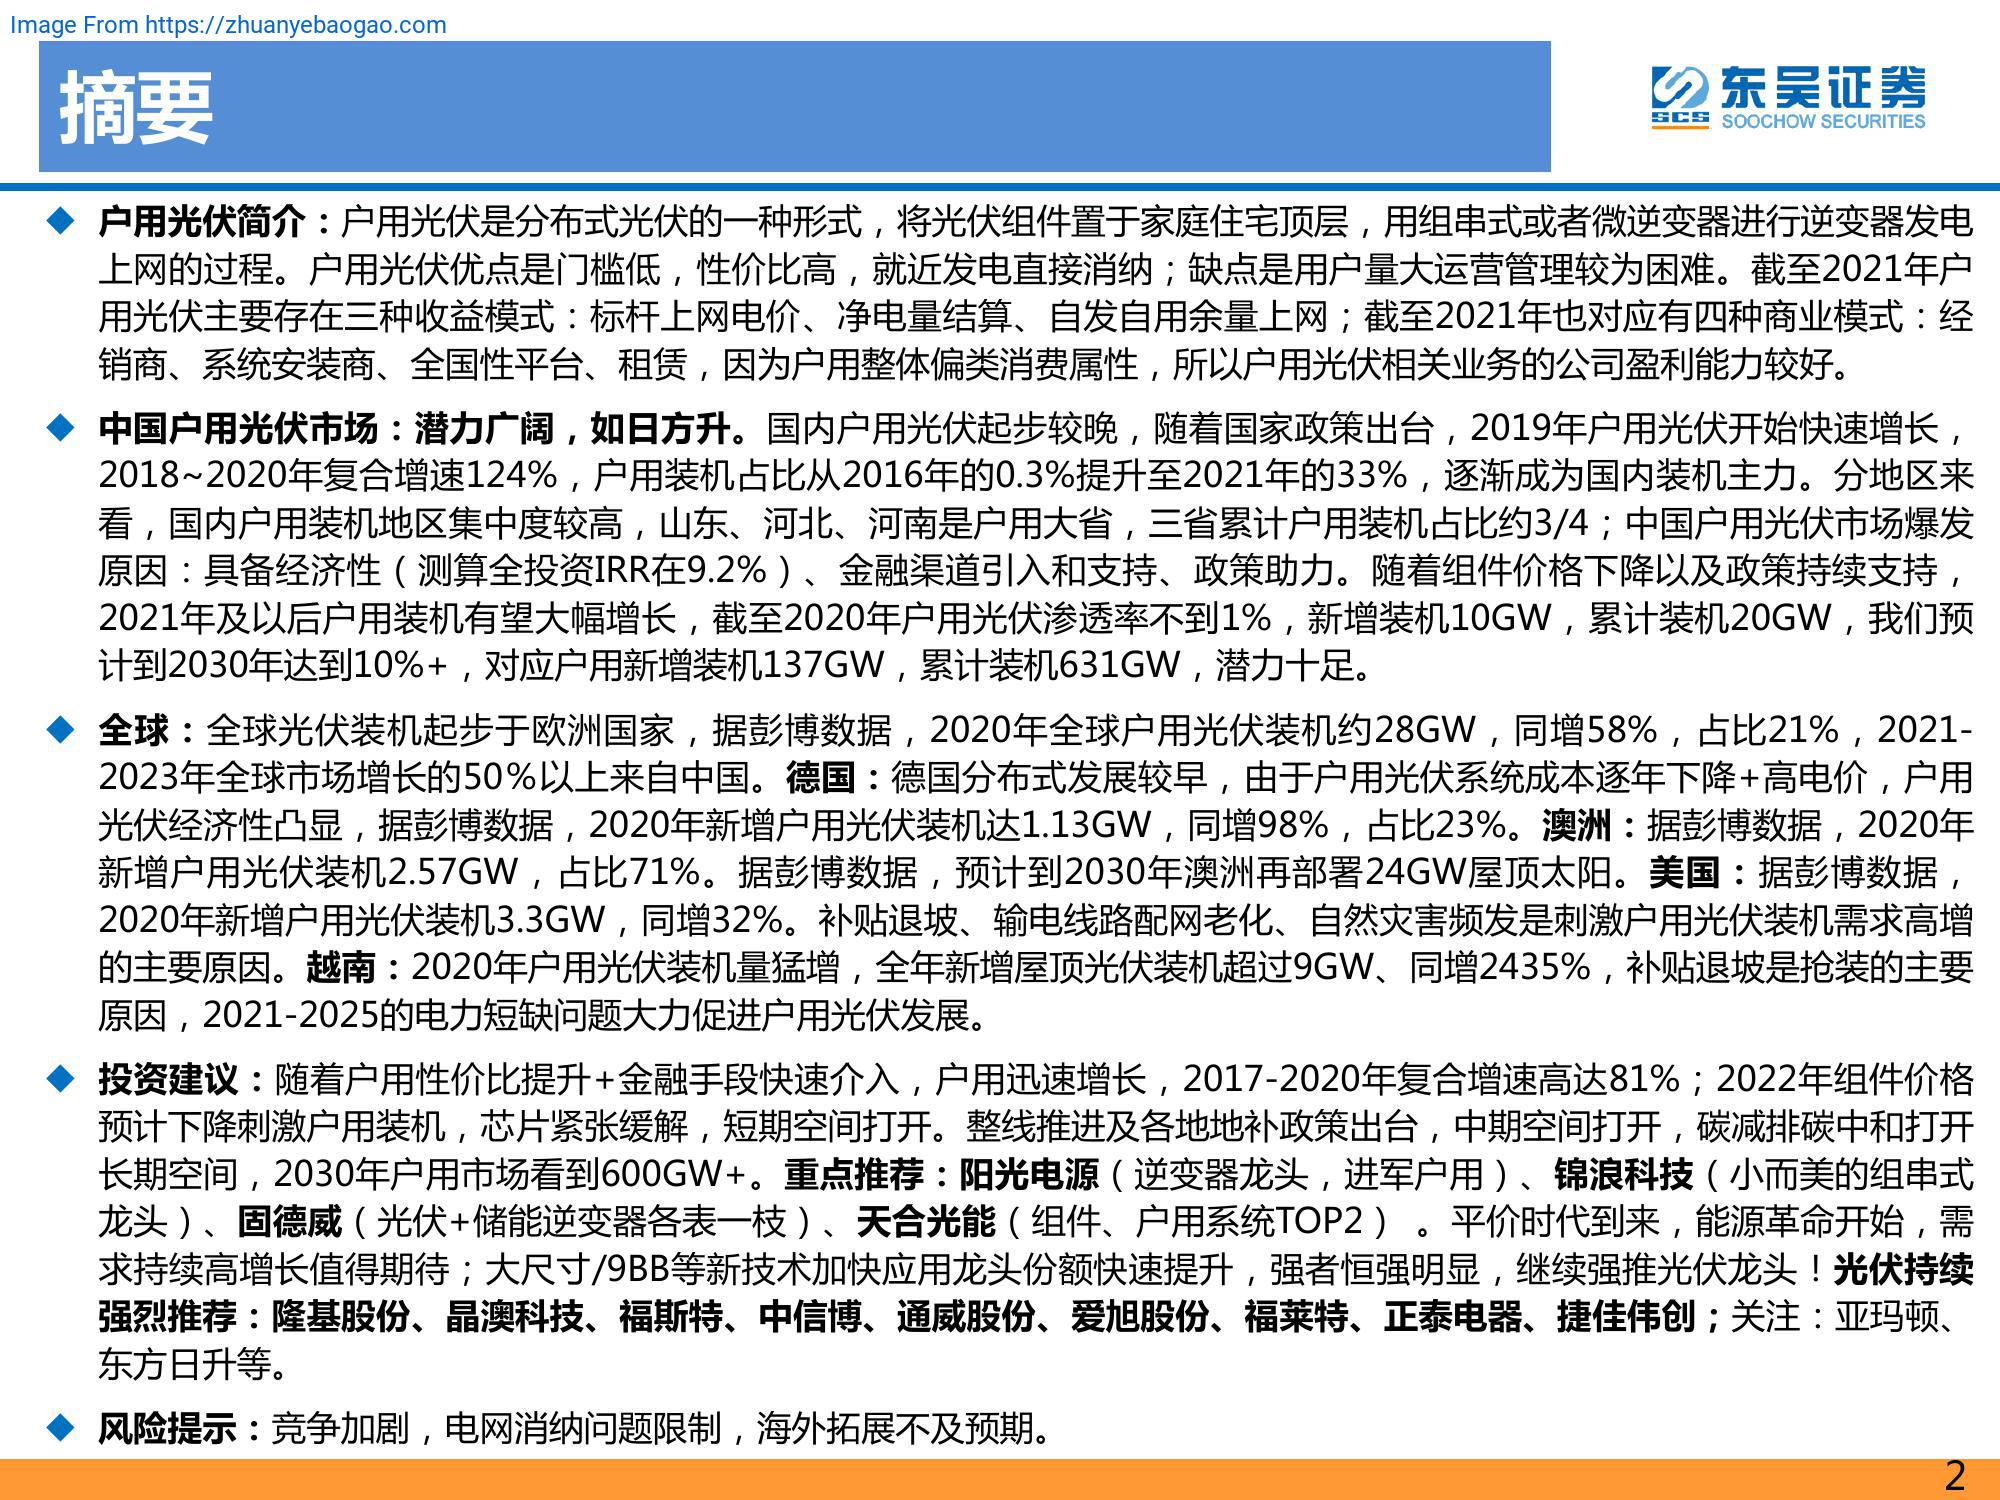 Image From https://zhuanyebaogao.com
摘要
东吴证券
SCS
SOOCHOW SECURITIES
户用光伏简介：户用光伏是分布式光伏的一种形式，将光伏组件置于家庭住宅顶层，用组串式或者微逆变器进行逆变器发电
上网的过程。户用光伏优点是门槛低，性价比高，就近发电直接消纳；缺点是用户量大运营管理较为困难。截至2021年户
用光伏主要存在三种收益模式：标杆上网电价、净电量结算、自发自用余量上网；截至2021年也对应有四种商业模式：经
销商、系统安装商、全国性平台、租赁，因为户用整体偏类消费属性，所以户用光伏相关业务的公司盈利能力较好。
中国户用光伏市场：潜力广阔，如日方升。国内户用光伏起步较晚，随着国家政策出台，2019年户用光伏开始快速增长，
2018~2020年复合增速124%，户用装机占比从2016年的0.3%提升至2021年的33%，逐渐成为国内装机主力。分地区来
看，国内户用装机地区集中度较高，山东、河北、河南是户用大省，三省累计户用装机占比约3/4；中国户用光伏市场爆发
原因：具备经济性（测算全投资IRR在9.2%）、金融渠道引入和支持、政策助力。随着组件价格下降以及政策持续支持，
2021年及以后户用装机有望大幅增长，截至2020年户用光伏渗透率不到1%，新增装机10GW，累计装机20GW，我们预
计到2030年达到10%+，对应户用新增装机137GW，累计装机631GW，潜力十足。
全球：全球光伏装机起步于欧洲国家，据彭博数据，2020年全球户用光伏装机约28GW，同增58%，占比21%，2021-
2023年全球市场增长的50%以上来自中国。德国：德国分布式发展较早，由于户用光伏系统成本逐年下降+高电价，户用
光伏经济性凸显，据彭博数据，2020年新增户用光伏装机达1.13GW，同增98%，占比23%。澳洲：据彭博数据，2020年
新增户用光伏装机2.57GW，占比71%。据彭博数据，预计到2030年澳洲再部署24GW屋顶太阳。美国：据彭博数据，
2020年新增户用光伏装机3.3GW，同增32%。补贴退坡、输电线路配网老化、自然灾害频发是刺激户用光伏装机需求高增
的主要原因。越南：2020年户用光伏装机量猛增，全年新增屋顶光伏装机超过9GW、同增2435%，补贴退坡是抢装的主要
原因，2021-2025的电力短缺问题大力促进户用光伏发展。
投资建议：随着户用性价比提升+金融手段快速介入，户用迅速增长，2017-2020年复合增速高达81%；2022年组件价格
预计下降刺激户用装机，芯片紧张缓解，短期空间打开。整线推进及各地地补政策出台，中期空间打开，碳减排碳中和打开
长期空间，2030年户用市场看到600GW+。重点推荐：阳光电源（逆变器龙头，进军户用）、锦浪科技（小而美的组串式
龙头）、固德威（光伏+储能逆变器各表一枝）、天合光能（组件、户用系统TOP2） 。平价时代到来，能源革命开始，需
求持续高增长值得期待；大尺寸/9BB等新技术加快应用龙头份额快速提升，强者恒强明显，继续强推光伏龙头！光伏持续
强烈推荐：隆基股份、晶澳科技、福斯特、中信博、通威股份、爱旭股份、福莱特、正泰电器、捷佳伟创；关注：亚玛顿、
东方日升等。
风险提示：竞争加剧，电网消纳问题限制，海外拓展不及预期。
2